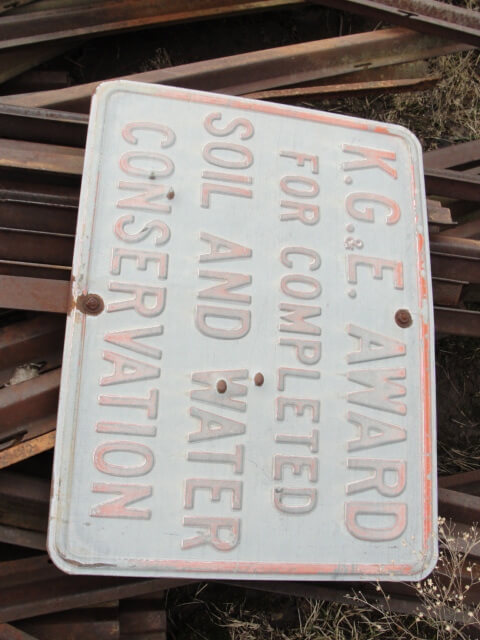 K.G.&E. AWARD
FOR COMPLETED
SOIL AND WATER
CONSERVATION